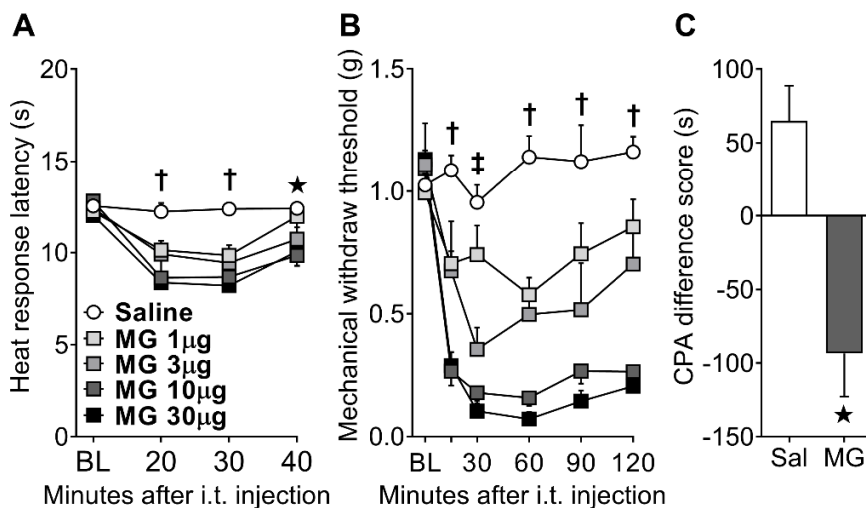 A
B
C
Heat response latency (s)
20
15
10
5
0
† † ★
Saline
MG 1µg
MG 3µg
MG 10µg
MG 30µg
BL 20 30 40
Minutes after i.t. injection
Mechanical withdraw threshold (g)
1.5
1.0
0.5
0.0
† ‡ † † †
BL 30 60 90 120
Minutes after i.t. injection
CPA difference score (s)
100
50
0
-50
-100
-150
★
Sal MG